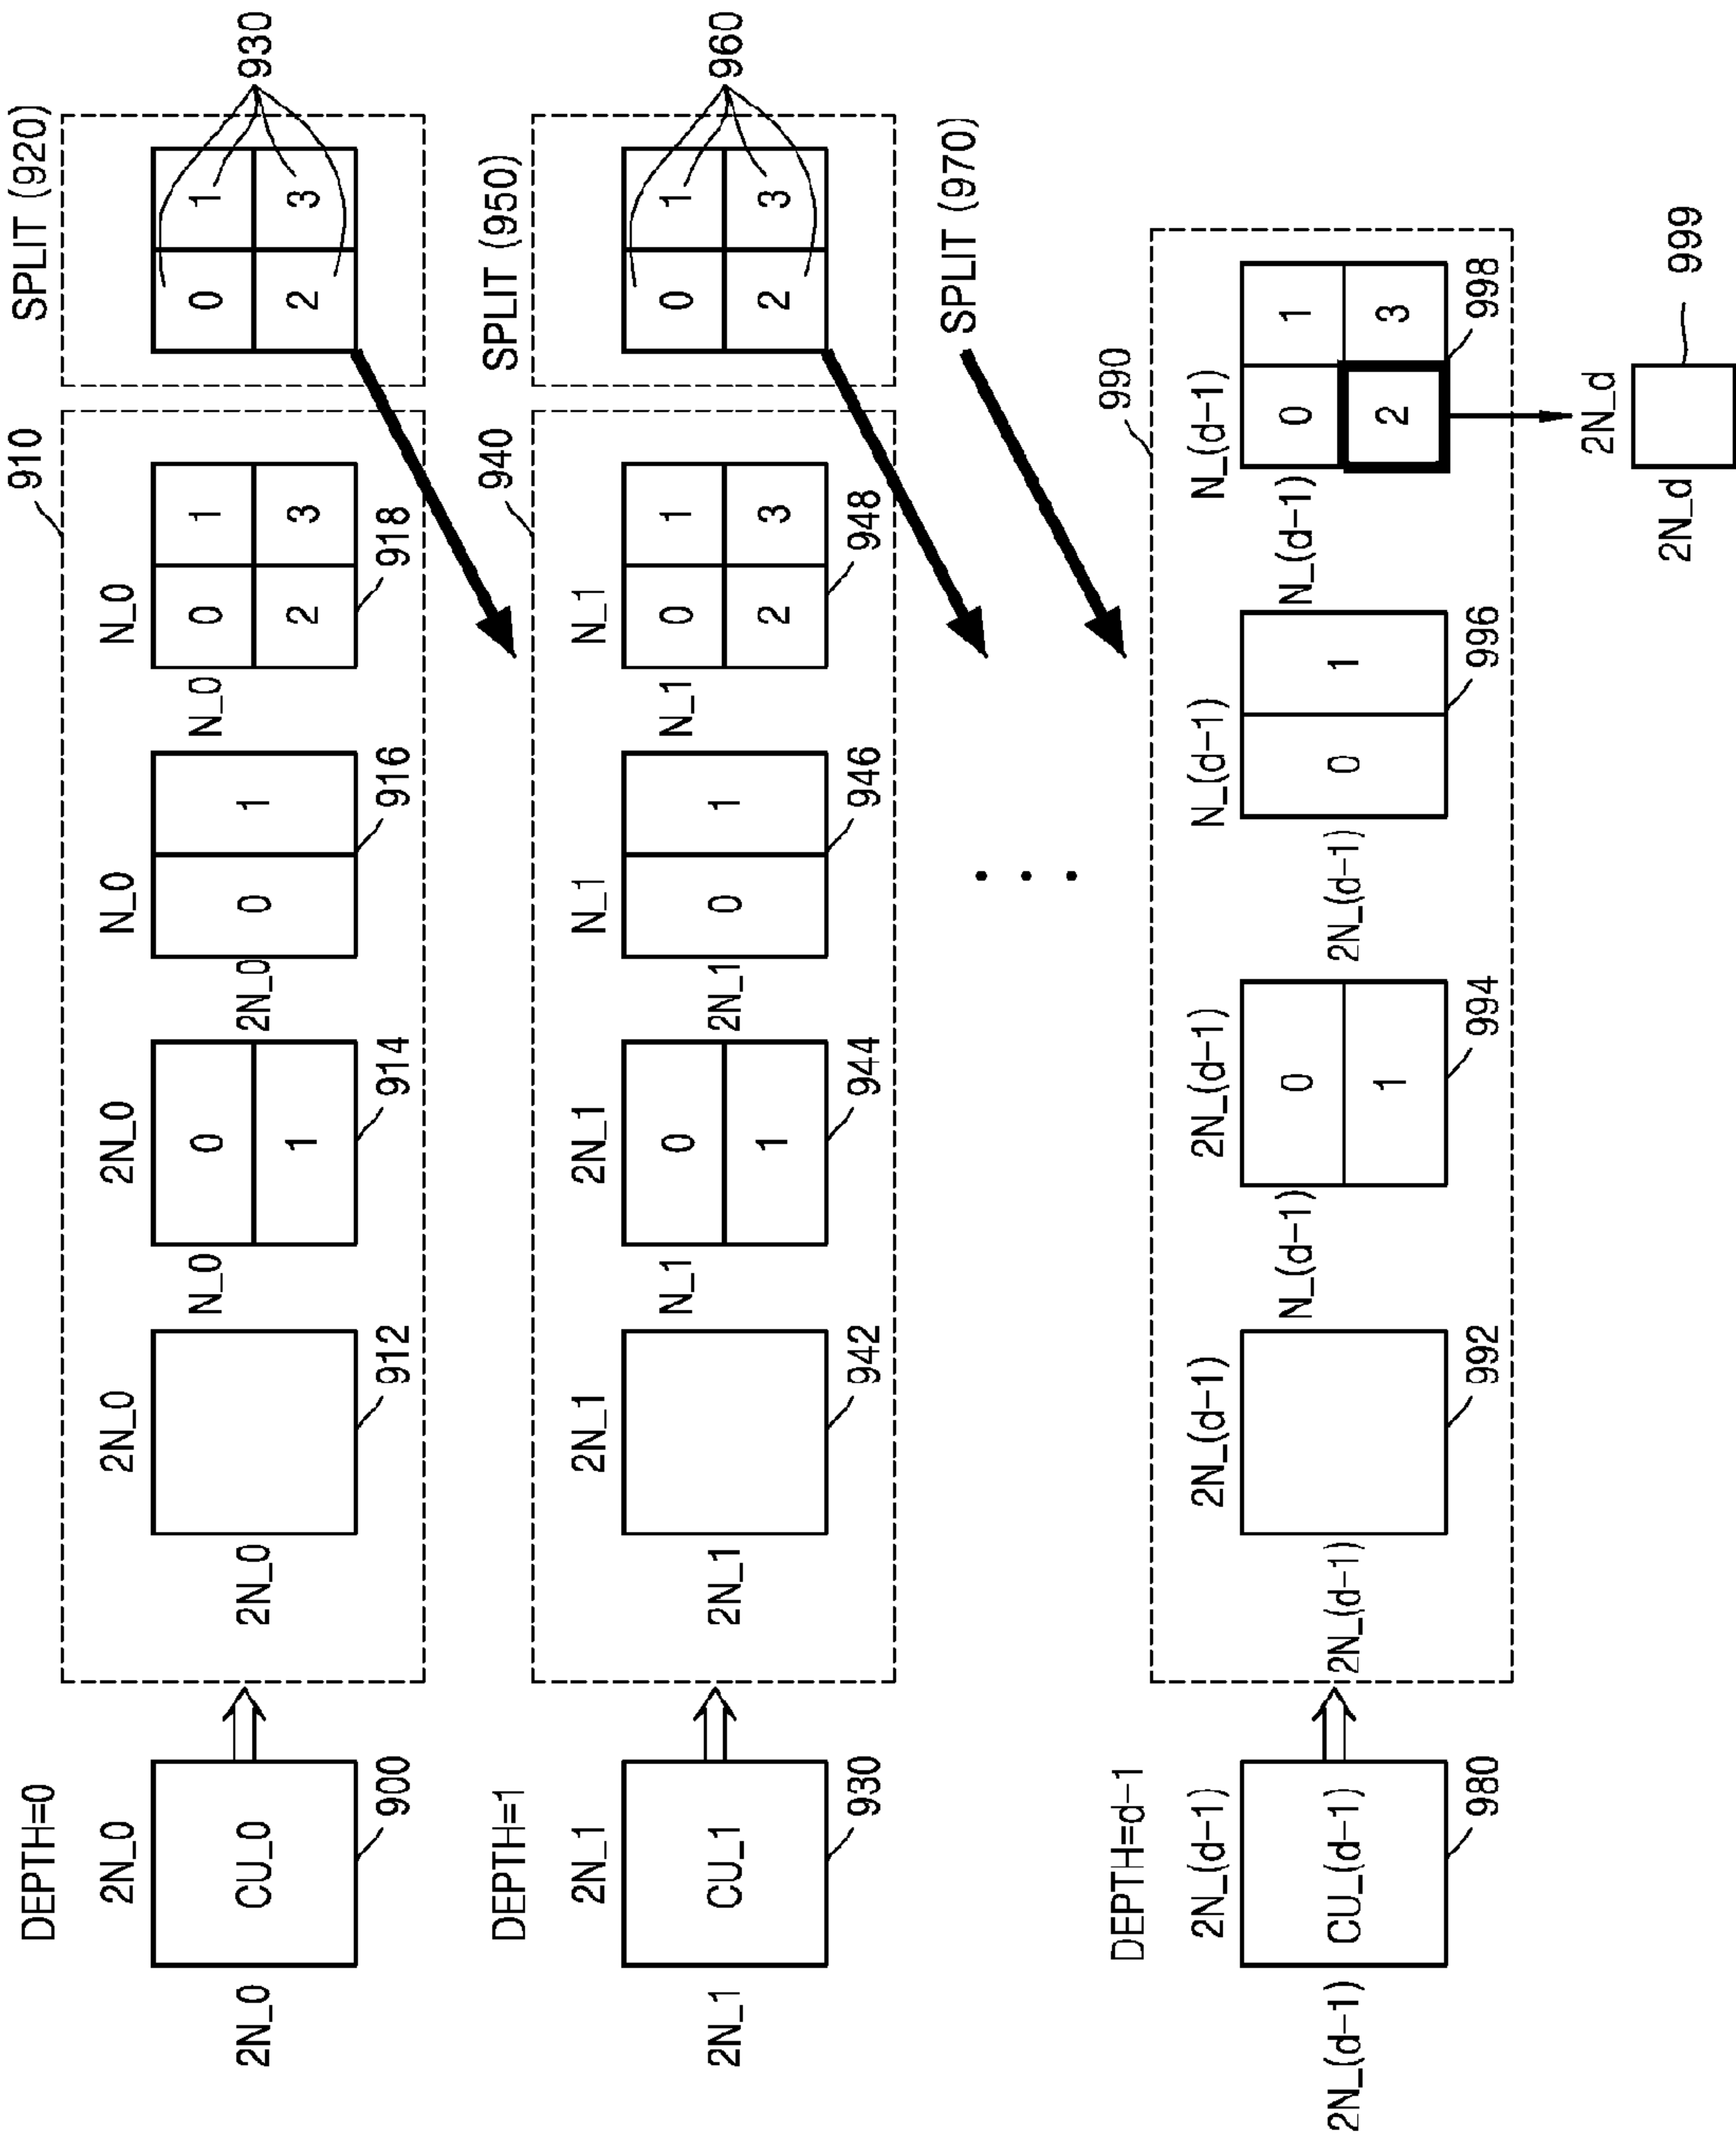 DEPTH=0
2N_0
2N_0
CU_0
900
910
2N_0
2N_0
912
2N_0
N_0
0
1
914
N_0
2N_0
0
1
916
N_0
N_0
0
1
2
3
918
SPLIT (920)
0
1
2
3
930
DEPTH=1
2N_1
2N_1
CU_1
930
940
2N_1
2N_1
942
2N_1
N_1
0
1
944
N_1
2N_1
0
1
946
N_1
N_1
0
1
2
3
948
SPLIT (950)
0
1
2
3
960
SPLIT (970)
DEPTH=d-1
2N_(d-1)
2N_(d-1)
CU_(d-1)
980
990
2N_(d-1)
2N_(d-1)
992
2N_(d-1)
N_(d-1)
0
1
994
N_(d-1)
2N_(d-1)
0
1
996
N_(d-1)
N_(d-1)
0
1
2
3
998
2N_d
2N_d
999